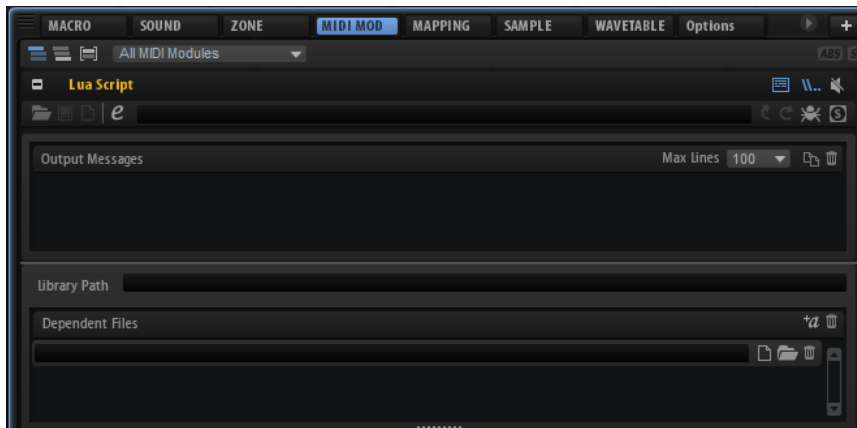 MACRO SOUND ZONE MIDI MOD MAPPING SAMPLE WAVETABLE Options +
All MIDI Modules ABS S
Lua Script \\..
e S
Output Messages Max Lines 100
Library Path
Dependent Files +a